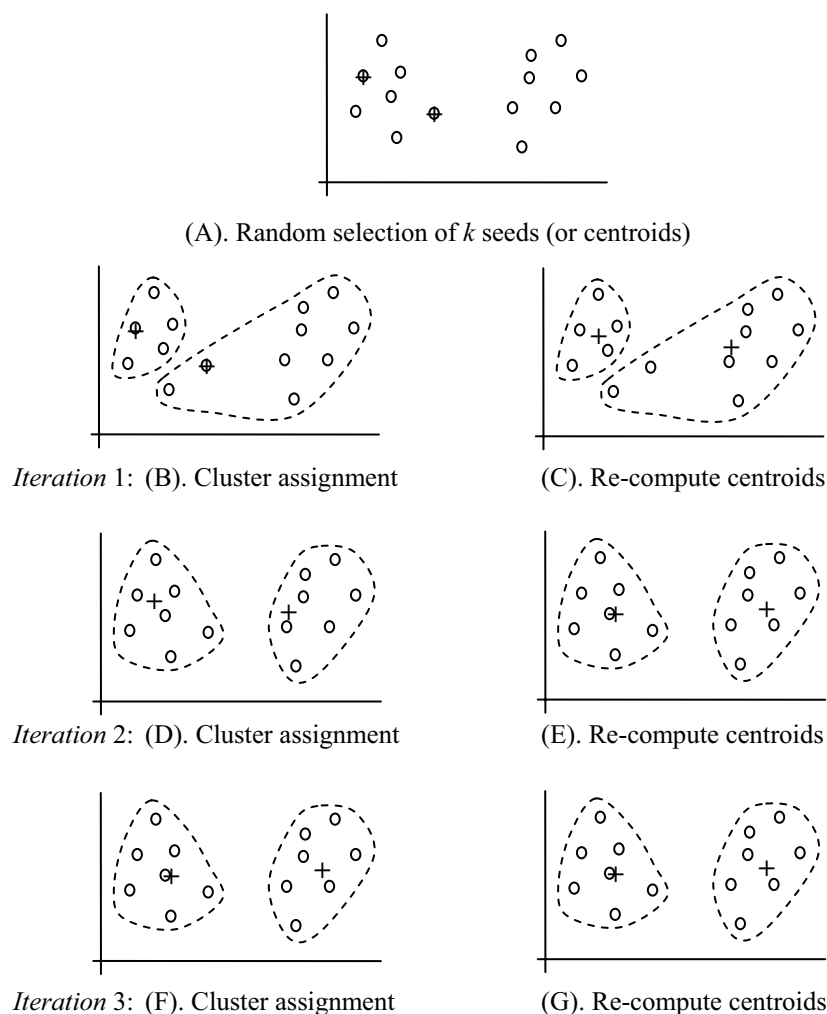 (A). Random selection of k seeds (or centroids)
Iteration 1: (B). Cluster assignment
(C). Re-compute centroids
Iteration 2: (D). Cluster assignment
(E). Re-compute centroids
Iteration 3: (F). Cluster assignment
(G). Re-compute centroids